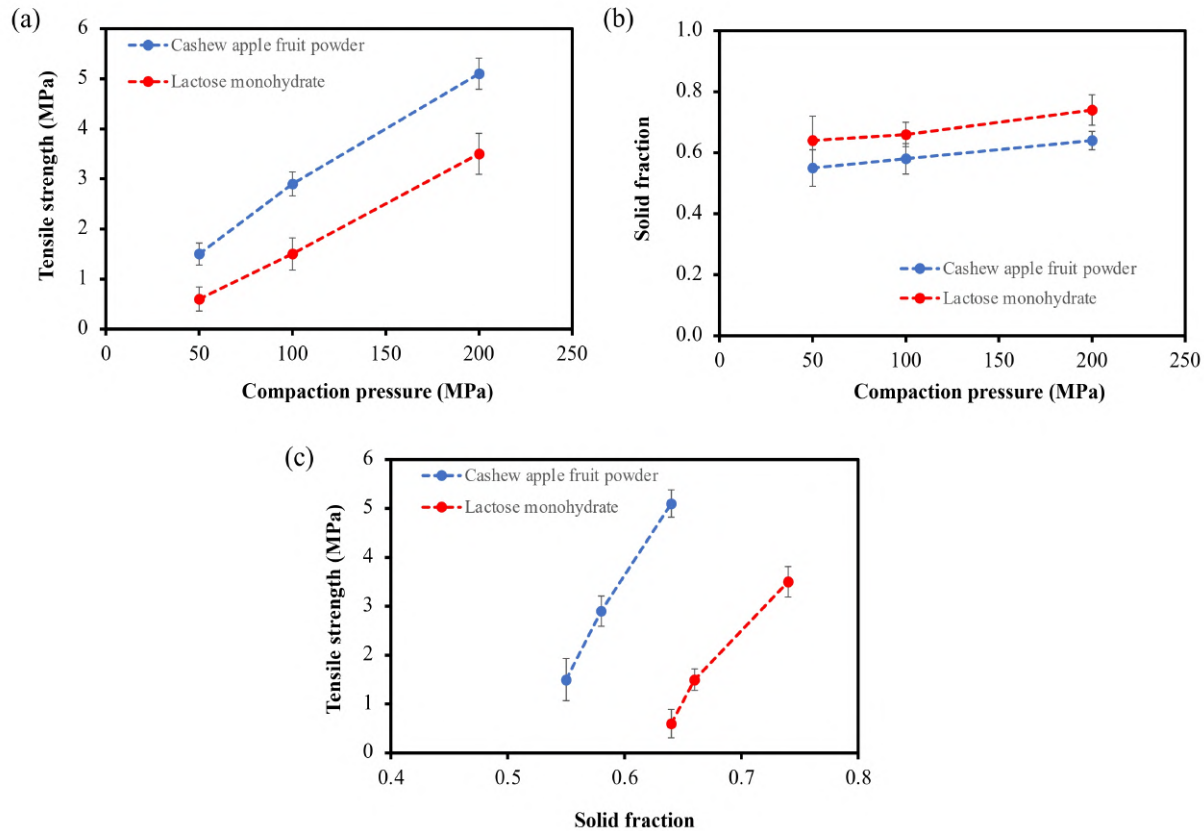 (a)
6
5
4
3
2
1
0
Tensile strength (MPa)
Cashew apple fruit powder
Lactose monohydrate
0 50 100 150 200 250
Compaction pressure (MPa)
(b)
1.0
0.8
0.6
0.4
0.2
0.0
Solid fraction
Cashew apple fruit powder
Lactose monohydrate
0 50 100 150 200 250
Compaction pressure (MPa)
(c)
6
5
4
3
2
1
0
Tensile strength (MPa)
Cashew apple fruit powder
Lactose monohydrate
0.4 0.5 0.6 0.7 0.8
Solid fraction